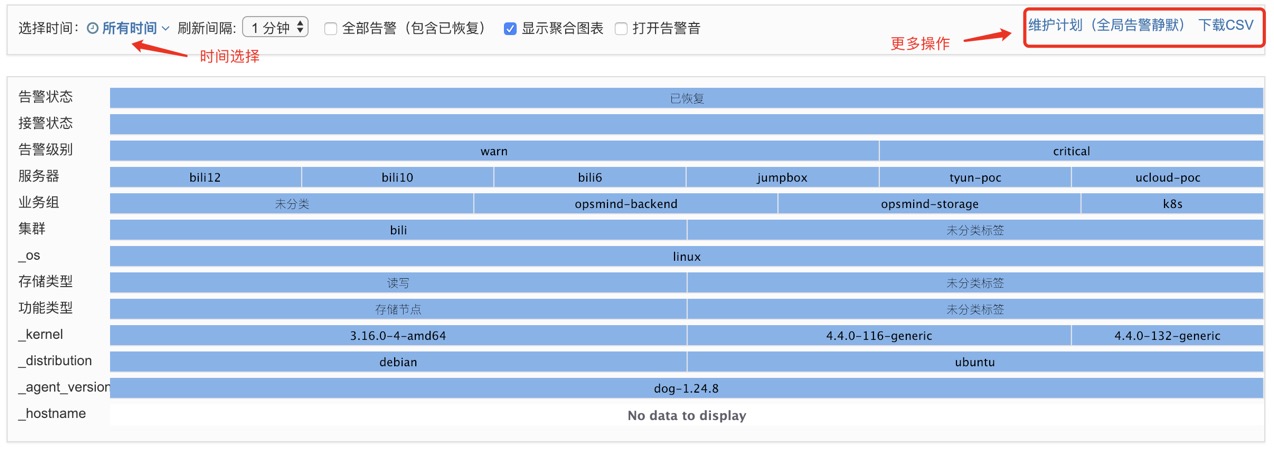 选择时间： 所有时间 刷新间隔: 1 分钟 全部告警（包含已恢复） 显示聚合图表 打开告警音 维护计划（全局告警静默） 下载CSV
时间选择 更多操作
告警状态 已恢复
接警状态
告警级别 warn critical
服务器 bili12 bili10 bili6 jumpbox tyun-poc ucloud-poc
业务组 未分类 opsmind-backend opsmind-storage k8s
集群 bili 未分类标签
_os linux
存储类型 读写 未分类标签
功能类型 存储节点 未分类标签
_kernel 3.16.0-4-amd64 4.4.0-116-generic 4.4.0-132-generic
_distribution debian ubuntu
_agent_version dog-1.24.8
_hostname No data to display